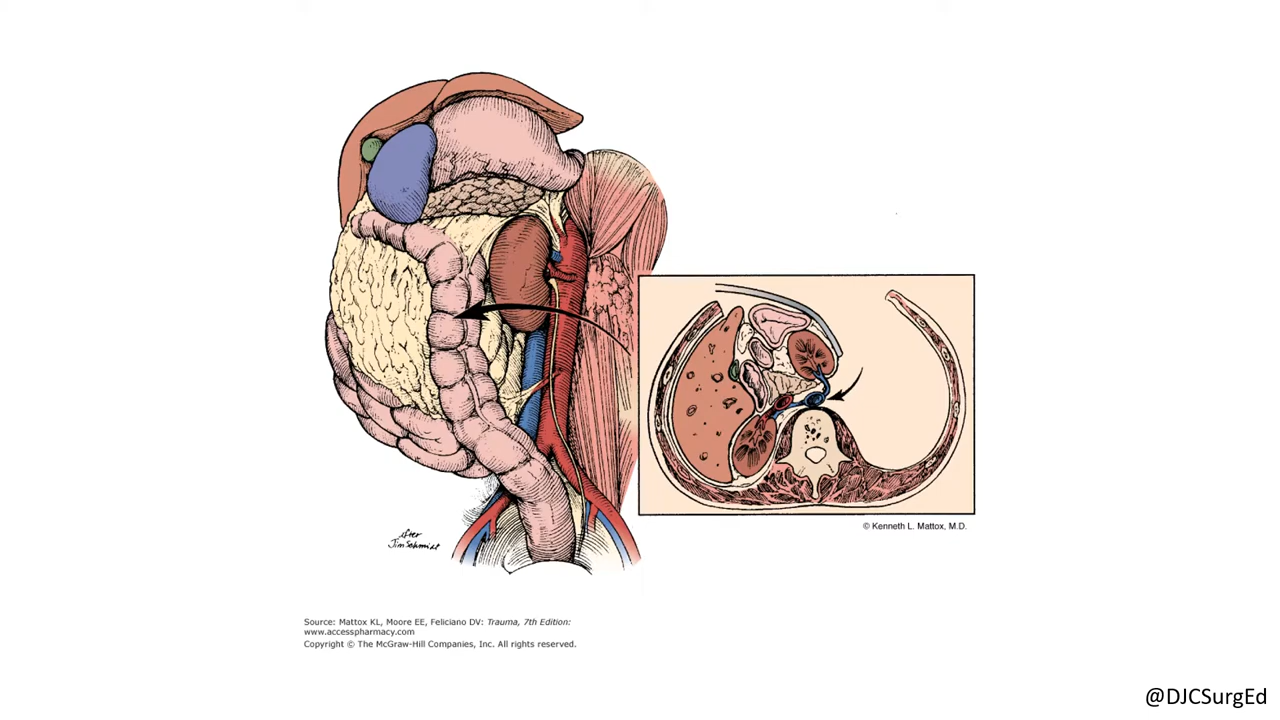 © Kenneth L. Mattox, M.D.
after
Jim Schmidt
Source: Mattox KL, Moore EE, Feliciano DV: Trauma, 7th Edition:
www.accesspharmacy.com
Copyright © The McGraw-Hill Companies, Inc. All rights reserved.
@DJCSurgEd